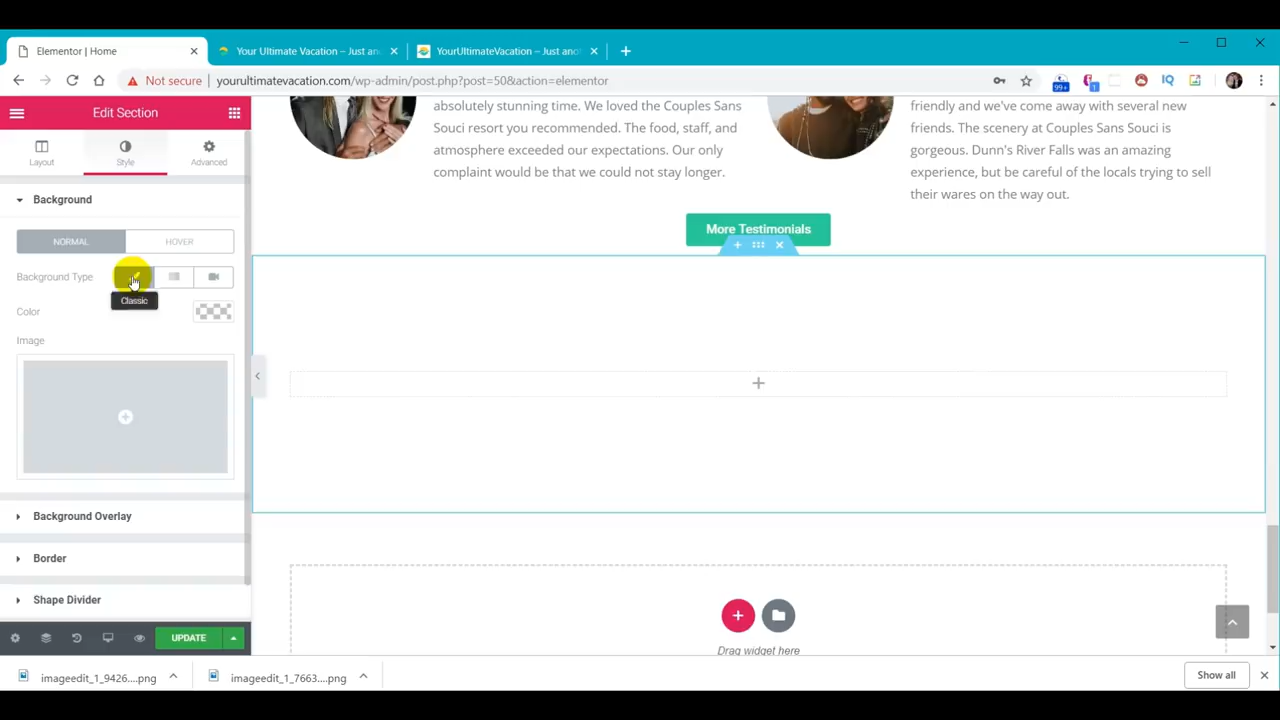 Elementor | Home
Your Ultimate Vacation – Just an
YourUltimateVacation – Just ano
Not secure
yourultimatevacation.com/wp-admin/post.php?post=50&action=elementor
99+
1
IQ
Edit Section
Layout
Style
Advanced
Background
NORMAL
HOVER
Background Type
Classic
Color
Image
Background Overlay
Border
Shape Divider
UPDATE
absolutely stunning time. We loved the Couples Sans
Souci resort you recommended. The food, staff, and
atmosphere exceeded our expectations. Our only
complaint would be that we could not stay longer.
friendly and we've come away with several new
friends. The scenery at Couples Sans Souci is
gorgeous. Dunn's River Falls was an amazing
experience, but be careful of the locals trying to sell
their wares on the way out.
More Testimonials
Drag widget here
imageedit_1_9426....png
imageedit_1_7663....png
Show all